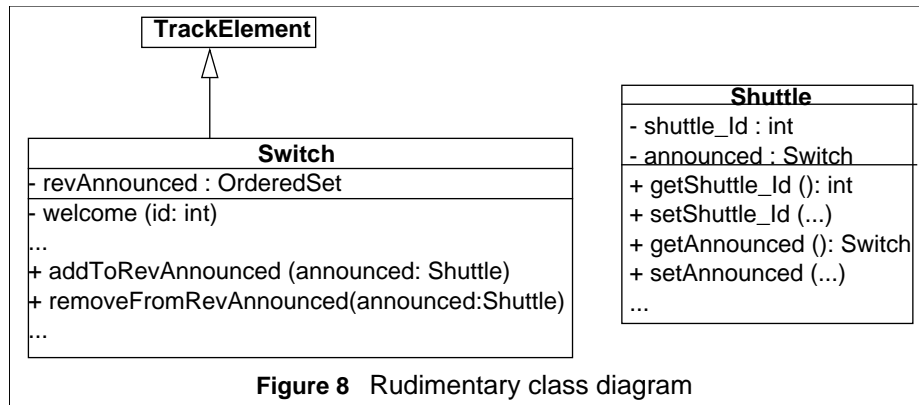 TrackElement
Switch
- revAnnounced : OrderedSet
- welcome (id: int)
...
+ addToRevAnnounced (announced: Shuttle)
+ removeFromRevAnnounced(announced:Shuttle)
...
Shuttle
- shuttle_Id : int
- announced : Switch
+ getShuttle_Id (): int
+ setShuttle_Id (...)
+ getAnnounced (): Switch
+ setAnnounced (...)
...
Figure 8 Rudimentary class diagram